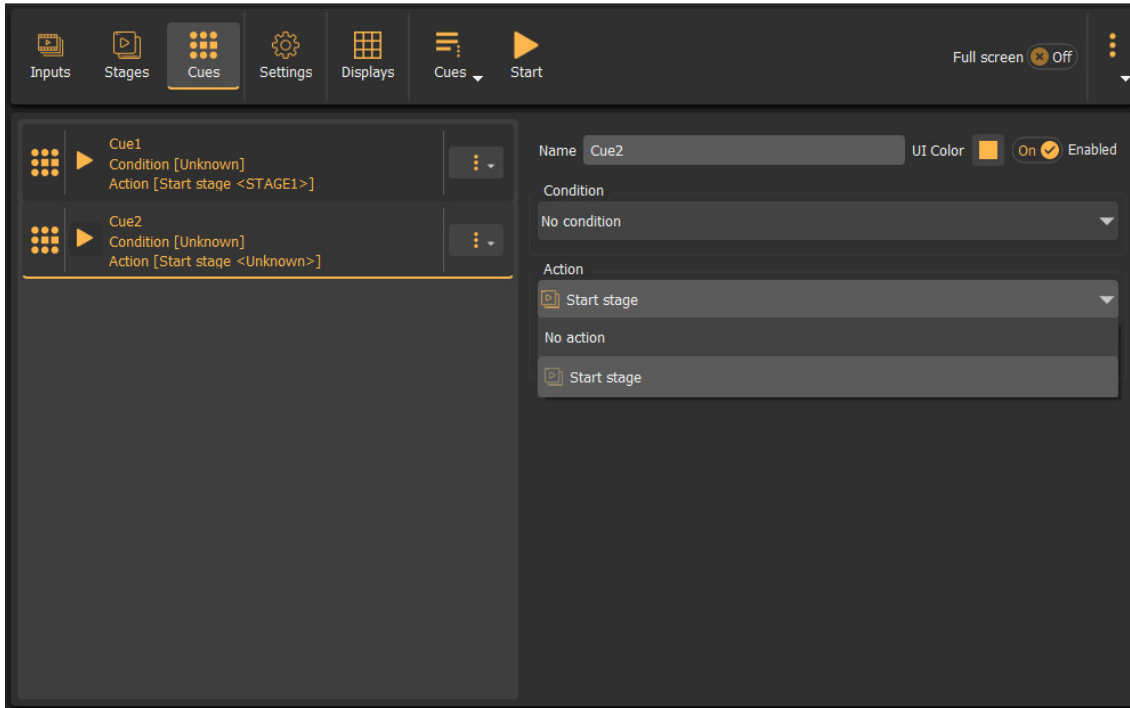 Inputs
Stages
Cues
Settings
Displays
Cues
Start
Full screen Off
Cue1
Condition [Unknown]
Action [Start stage <STAGE1>]
Cue2
Condition [Unknown]
Action [Start stage <Unknown>]
Name Cue2 UI Color On Enabled
Condition
No condition
Action
Start stage
No action
Start stage